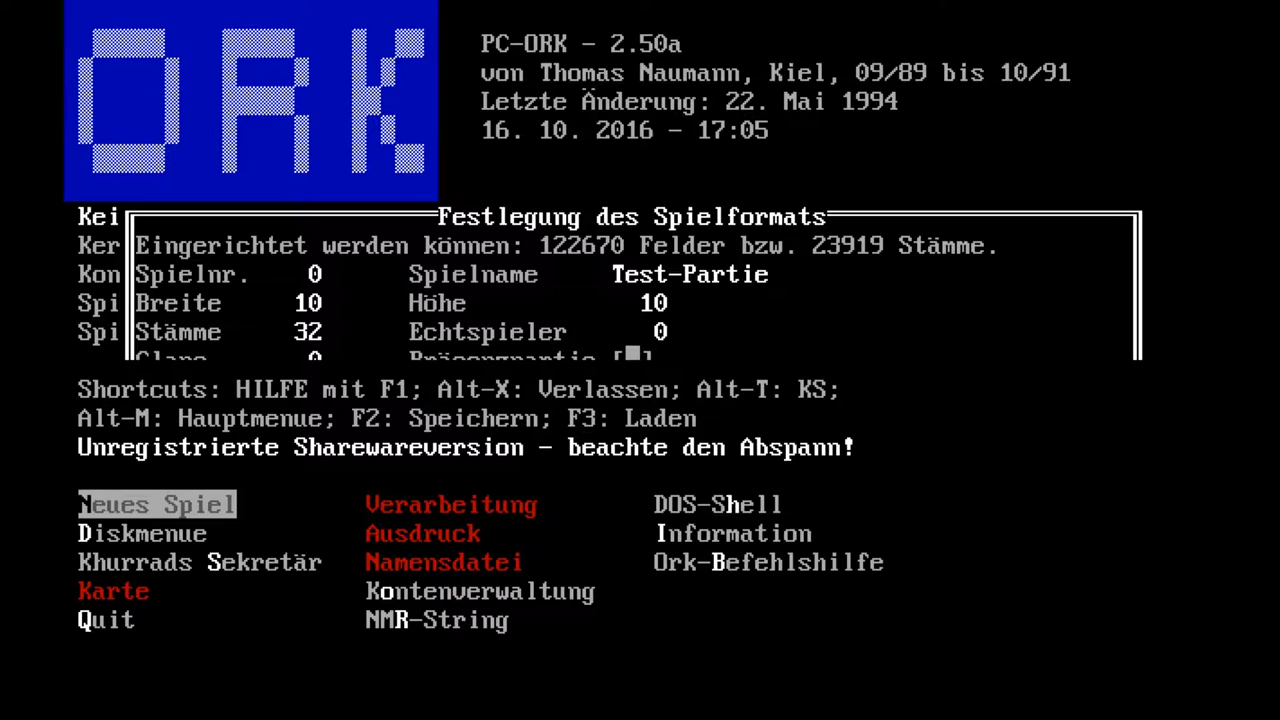 ORK
PC-ORK - 2.50a
von Thomas Naumann, Kiel, 09/89 bis 10/91
Letzte Änderung: 22. Mai 1994
16. 10. 2016 - 17:05
Kei Festlegung des Spielformats
Ker Eingerichtet werden können: 122670 Felder bzw. 23919 Stämme.
Kon Spielnr. 0 Spielname Test-Partie
Spi Breite 10 Höhe 10
Spi Stämme 32 Echtspieler 0
Shortcuts: HILFE mit F1; Alt-X: Verlassen; Alt-T: KS;
Alt-M: Hauptmenue; F2: Speichern; F3: Laden
Unregistrierte Sharewareversion - beachte den Abspann!
Neues Spiel Verarbeitung DOS-Shell
Diskmenue Ausdruck Information
Khurrads Sekretär Namensdatei Ork-Befehlshilfe
Karte Kontenverwaltung
Quit NMR-String